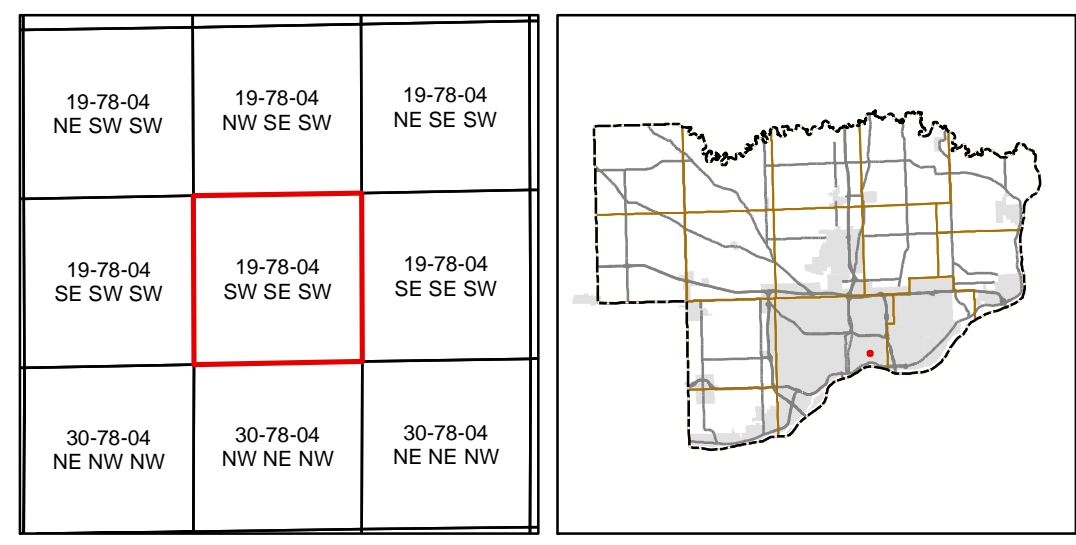 19-78-04
NE SW SW
19-78-04
NW SE SW
19-78-04
NE SE SW
19-78-04
SE SW SW
19-78-04
SW SE SW
19-78-04
SE SE SW
30-78-04
NE NW NW
30-78-04
NW NE NW
30-78-04
NE NE NW